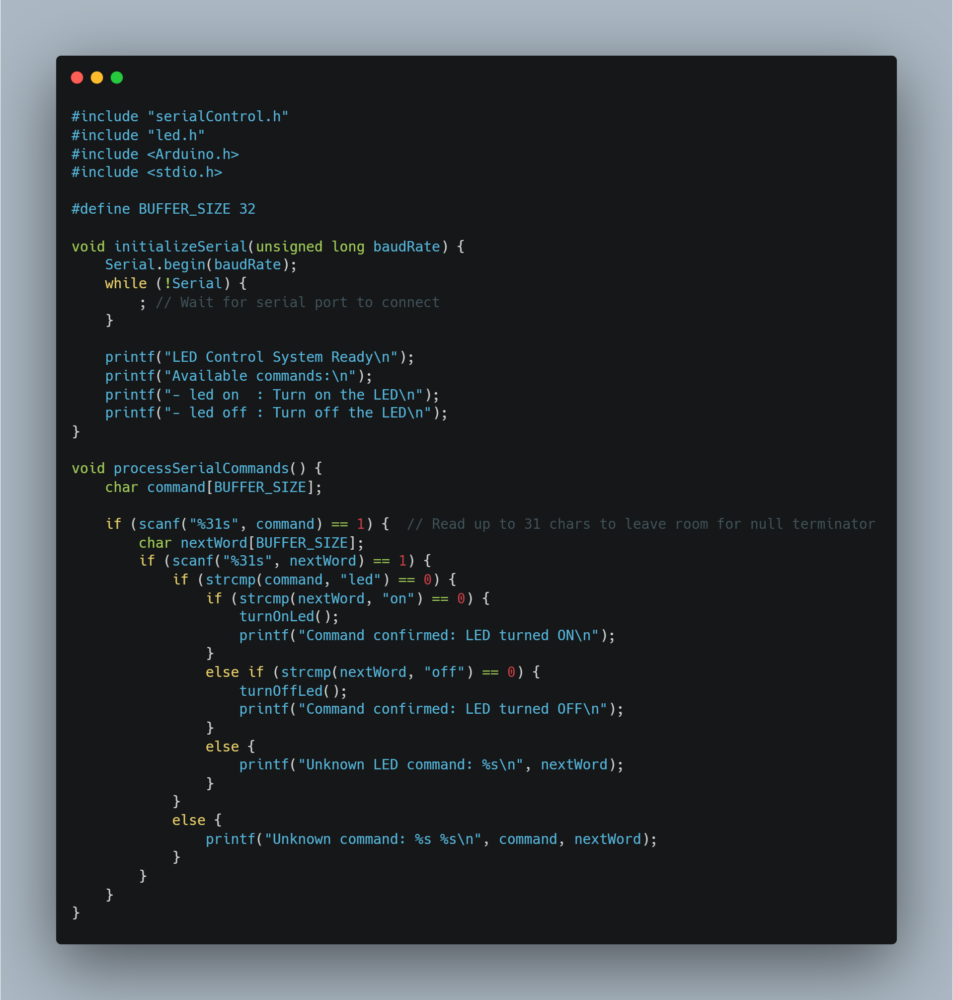 #include "serialControl.h"
#include "led.h"
#include <Arduino.h>
#include <stdio.h>

#define BUFFER_SIZE 32

void initializeSerial(unsigned long baudRate) {
    Serial.begin(baudRate);
    while (!Serial) {
        ; // Wait for serial port to connect
    }

    printf("LED Control System Ready\n");
    printf("Available commands:\n");
    printf("- led on  : Turn on the LED\n");
    printf("- led off : Turn off the LED\n");
}

void processSerialCommands() {
    char command[BUFFER_SIZE];

    if (scanf("%31s", command) == 1) {  // Read up to 31 chars to leave room for null terminator
        char nextWord[BUFFER_SIZE];
        if (scanf("%31s", nextWord) == 1) {
            if (strcmp(command, "led") == 0) {
                if (strcmp(nextWord, "on") == 0) {
                    turnOnLed();
                    printf("Command confirmed: LED turned ON\n");
                }
                else if (strcmp(nextWord, "off") == 0) {
                    turnOffLed();
                    printf("Command confirmed: LED turned OFF\n");
                }
                else {
                    printf("Unknown LED command: %s\n", nextWord);
                }
            }
            else {
                printf("Unknown command: %s %s\n", command, nextWord);
            }
        }
    }
}